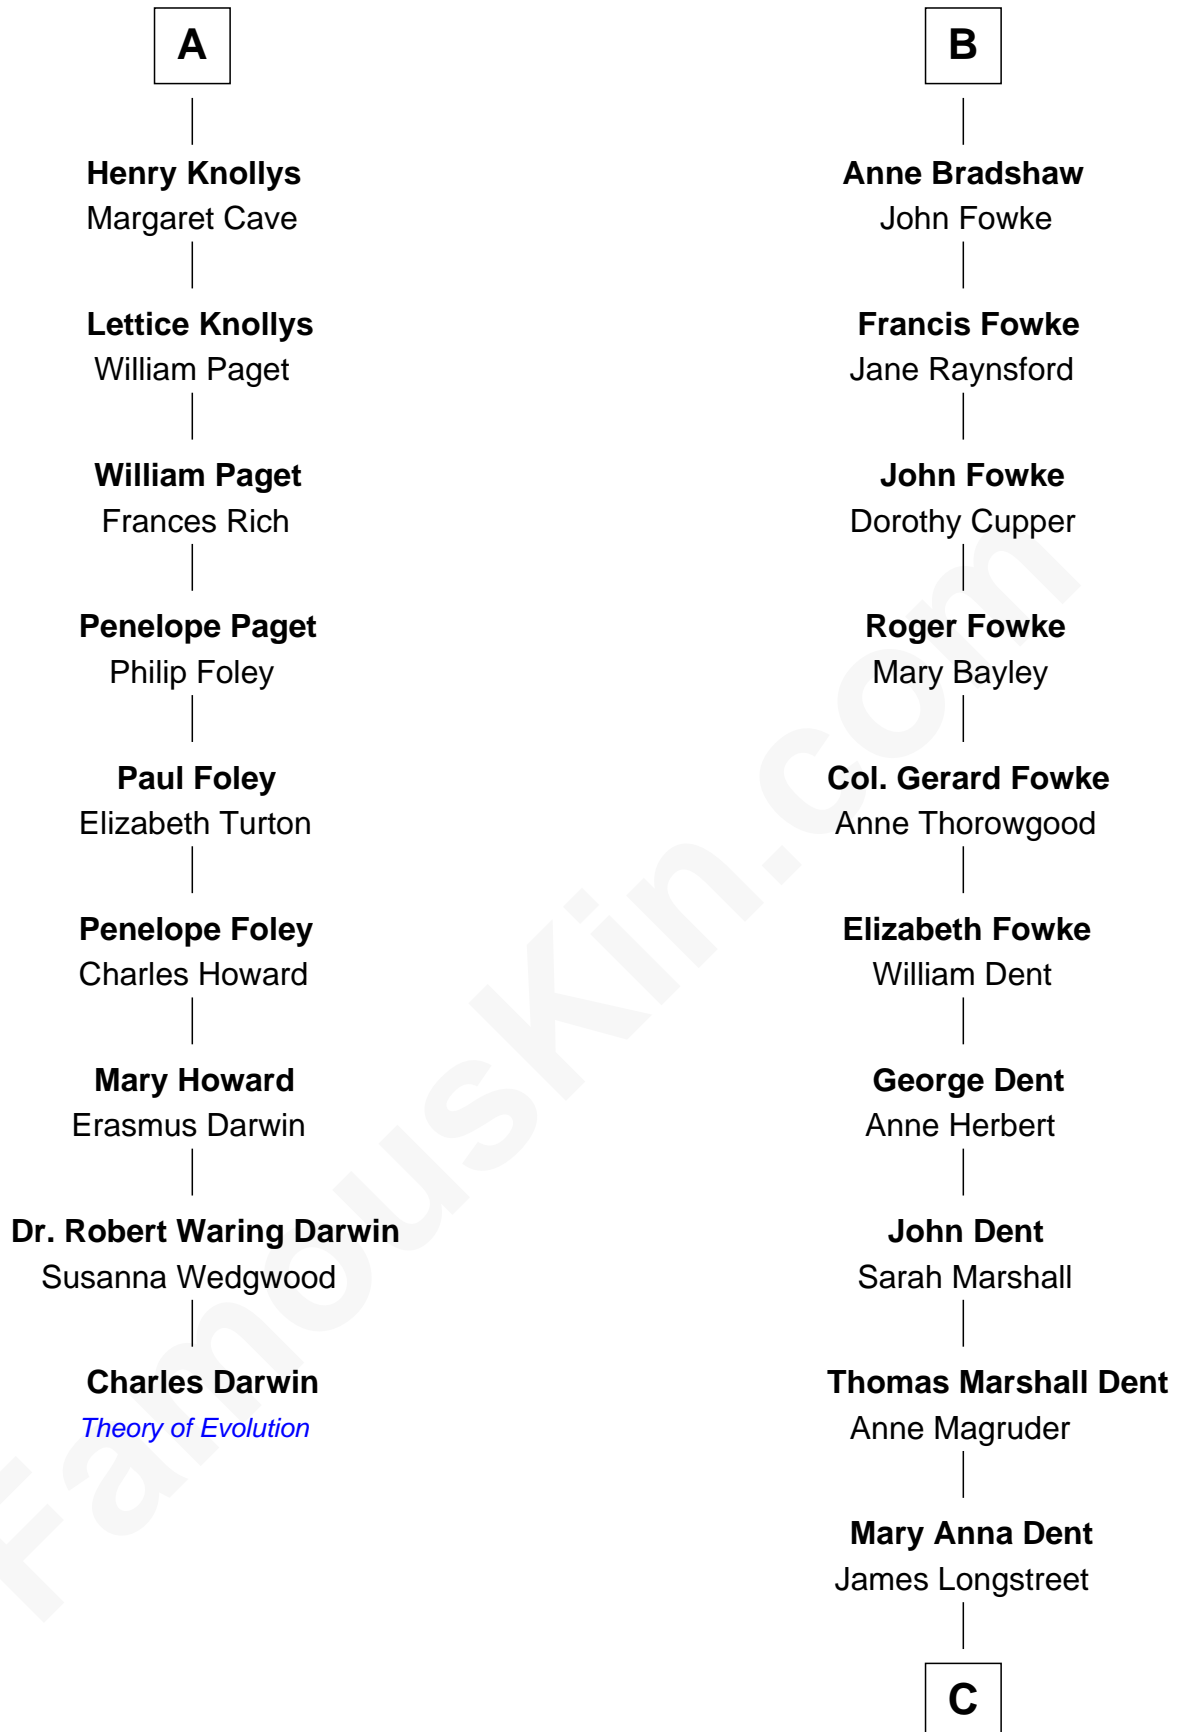 A
Henry Knollys
Margaret Cave
Lettice Knollys
William Paget
William Paget
Frances Rich
Penelope Paget
Philip Foley
Paul Foley
Elizabeth Turton
Penelope Foley
Charles Howard
Mary Howard
Erasmus Darwin
Dr. Robert Waring Darwin
Susanna Wedgwood
Charles Darwin
Theory of Evolution
B
Anne Bradshaw
John Fowke
Francis Fowke
Jane Raynsford
John Fowke
Dorothy Cupper
Roger Fowke
Mary Bayley
Col. Gerard Fowke
Anne Thorowgood
Elizabeth Fowke
William Dent
George Dent
Anne Herbert
John Dent
Sarah Marshall
Thomas Marshall Dent
Anne Magruder
Mary Anna Dent
James Longstreet
C
FamousKin.com